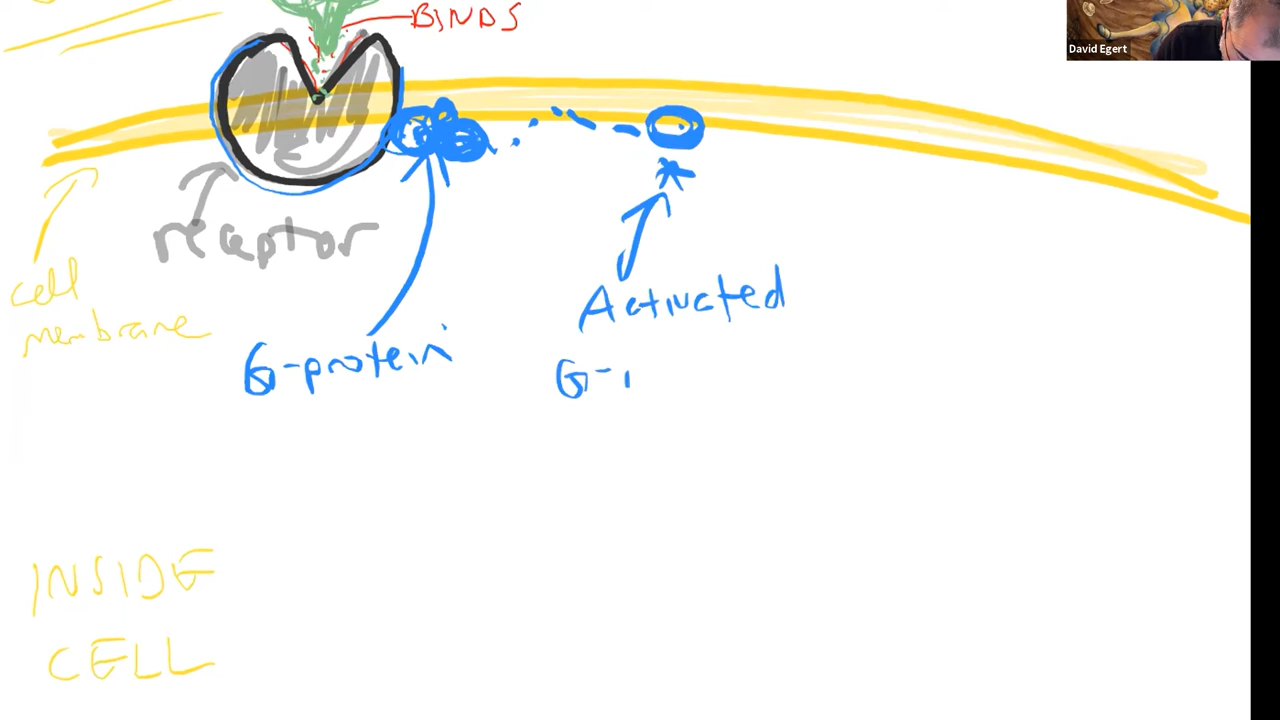 BINDS
David Egert
receptor
cell
membrane
G-protein
Activated
G-
INSIDE
CELL